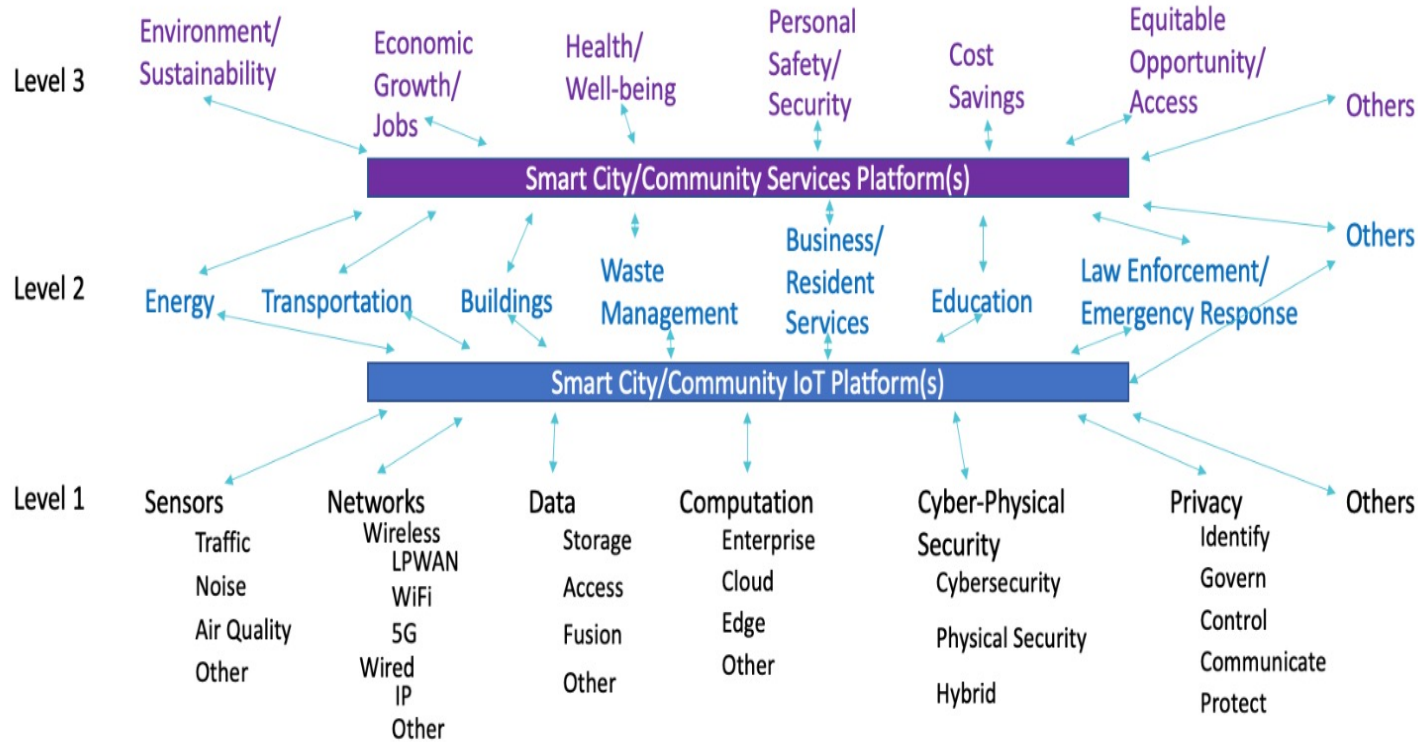 Level 3
Environment/
Sustainability
Economic
Growth/
Jobs
Health/
Well-being
Personal
Safety/
Security
Cost
Savings
Equitable
Opportunity/
Access
Others
Smart City/Community Services Platform(s)
Level 2
Energy
Transportation
Buildings
Waste
Management
Business/
Resident
Services
Education
Law Enforcement/
Emergency Response
Others
Smart City/Community IoT Platform(s)
Level 1
Sensors
Traffic
Noise
Air Quality
Other
Networks
Wireless
LPWAN
WiFi
5G
Wired
IP
Other
Data
Storage
Access
Fusion
Other
Computation
Enterprise
Cloud
Edge
Other
Cyber-Physical
Security
Cybersecurity
Physical Security
Hybrid
Privacy
Identify
Govern
Control
Communicate
Protect
Others